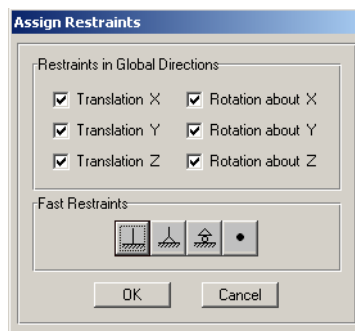 Assign Restraints
Restraints in Global Directions
Translation X Rotation about X
Translation Y Rotation about Y
Translation Z Rotation about Z
Fast Restraints
OK Cancel